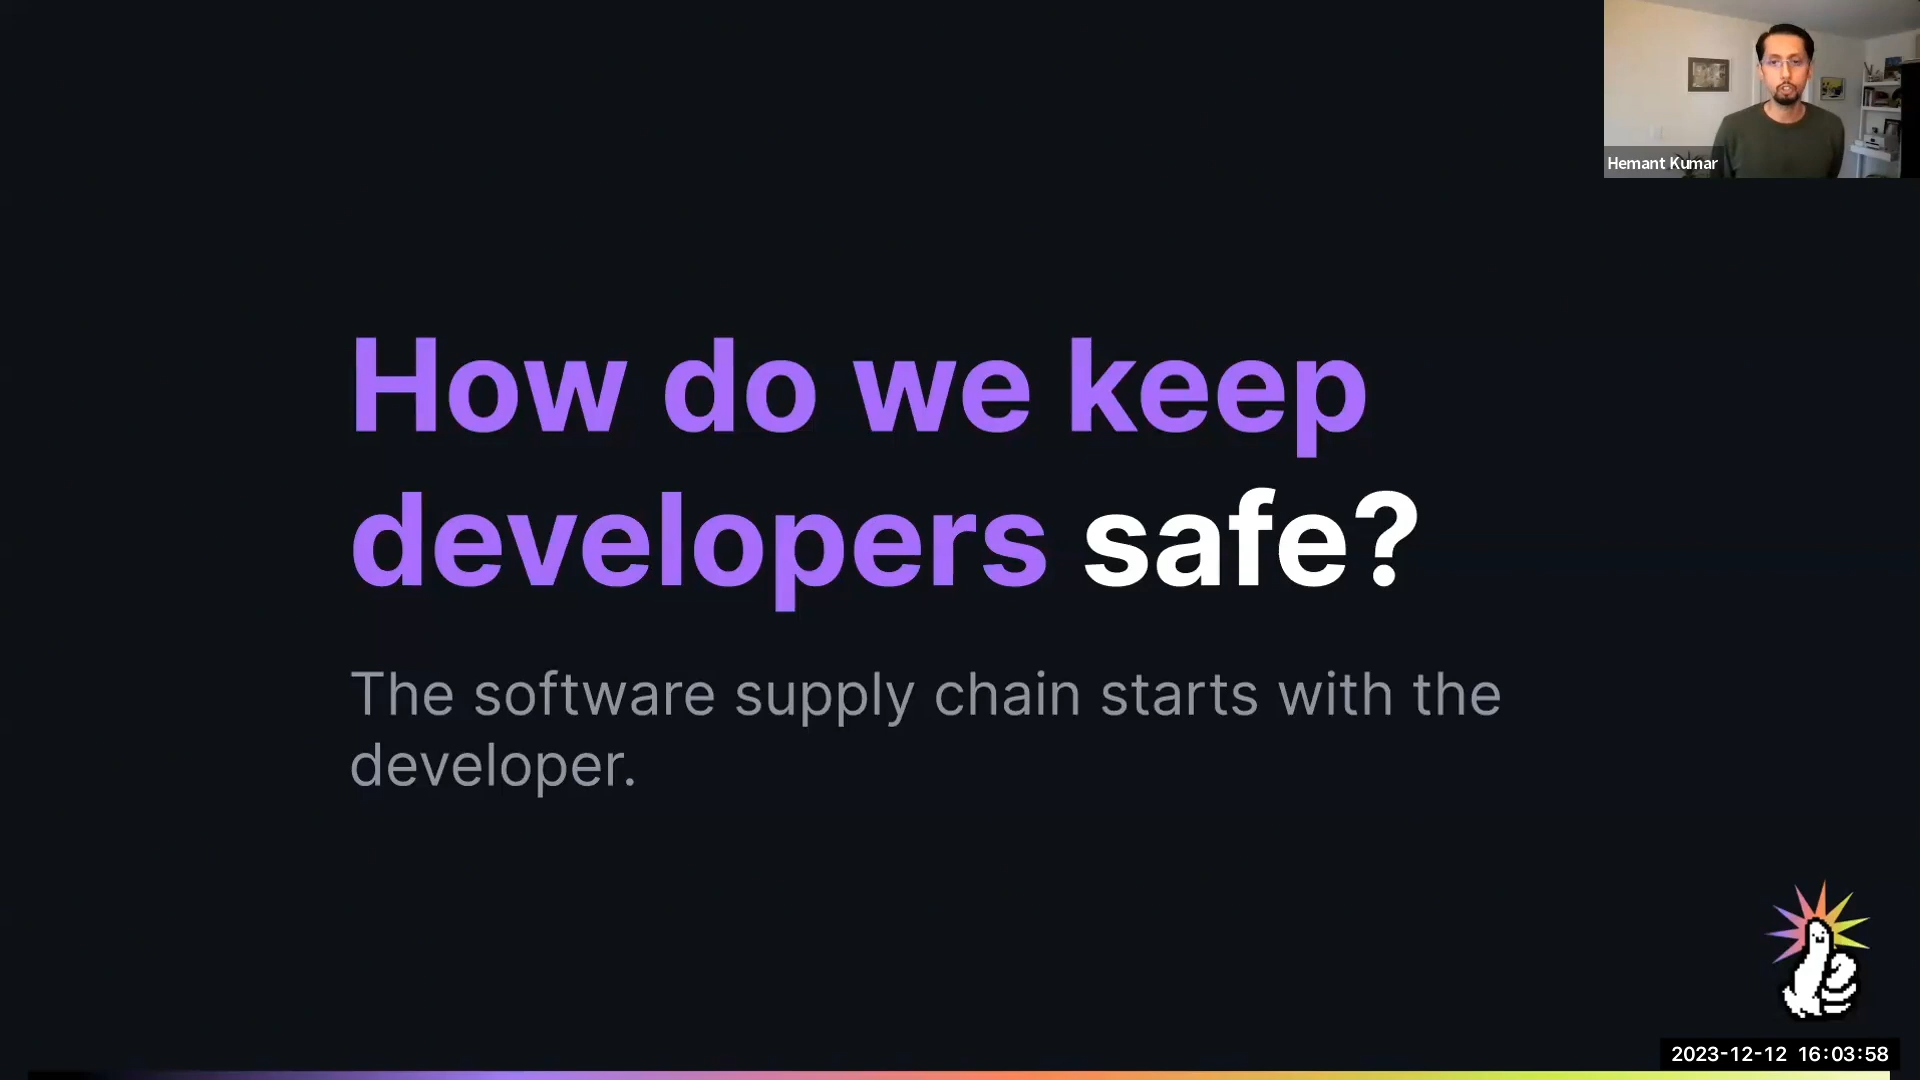 Hemant Kumar
How do we keep
developers safe?
The software supply chain starts with the
developer.
2023-12-12 16:03:58